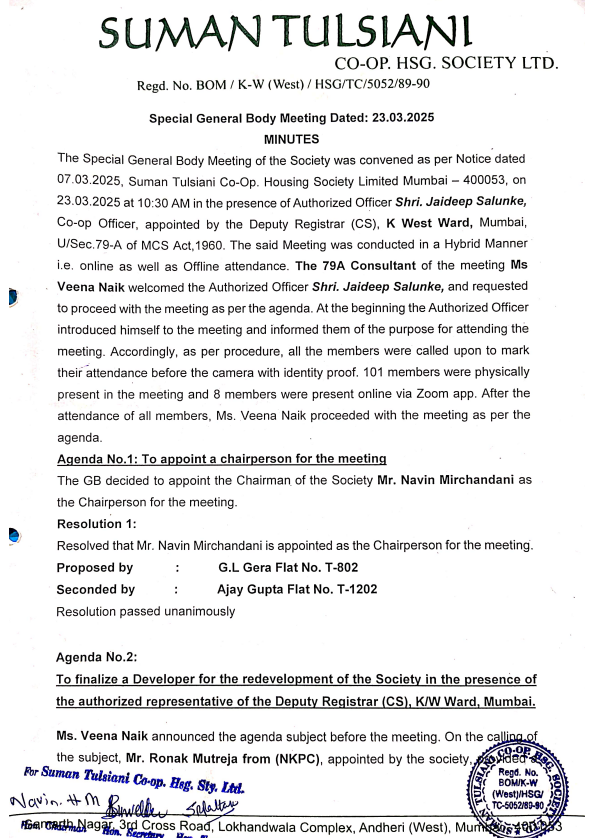 SUMAN TULSIANI
CO-OP. HSG. SOCIETY LTD.
Regd. No. BOM / K-W (West) / HSG/TC/5052/89-90
Special General Body Meeting Dated: 23.03.2025
MINUTES
The Special General Body Meeting of the Society was convened as per Notice dated
07.03.2025, Suman Tulsiani Co-Op. Housing Society Limited Mumbai – 400053, on
23.03.2025 at 10:30 AM in the presence of Authorized Officer Shri. Jaideep Salunke,
Co-op Officer, appointed by the Deputy Registrar (CS), K West Ward, Mumbai,
U/Sec.79-A of MCS Act,1960. The said Meeting was conducted in a Hybrid Manner
i.e. online as well as Offline attendance. The 79A Consultant of the meeting Ms
Veena Naik welcomed the Authorized Officer Shri. Jaideep Salunke, and requested
to proceed with the meeting as per the agenda. At the beginning the Authorized Officer
introduced himself to the meeting and informed them of the purpose for attending the
meeting. Accordingly, as per procedure, all the members were called upon to mark
their attendance before the camera with identity proof. 101 members were physically
present in the meeting and 8 members were present online via Zoom app. After the
attendance of all members, Ms. Veena Naik proceeded with the meeting as per the
agenda.
Agenda No.1: To appoint a chairperson for the meeting
The GB decided to appoint the Chairman of the Society Mr. Navin Mirchandani as
the Chairperson for the meeting.
Resolution 1:
Resolved that Mr. Navin Mirchandani is appointed as the Chairperson for the meeting.
Proposed by : G.L Gera Flat No. T-802
Seconded by : Ajay Gupta Flat No. T-1202
Resolution passed unanimously
Agenda No.2:
To finalize a Developer for the redevelopment of the Society in the presence of
the authorized representative of the Deputy Registrar (CS), K/W Ward, Mumbai.
Ms. Veena Naik announced the agenda subject before the meeting. On the calling of
the subject, Mr. Ronak Mutreja from (NKPC), appointed by the society,
For Suman Tulsiani Co-op. Hsg. Sty. Ltd.
Navin. H M
Hon. Chairman Hon. Secretary
Nagar, 3rd Cross Road, Lokhandwala Complex, Andheri (West),
Regd. No.
BOM/K-W
(West)/HSG/
TC-5052/89-90